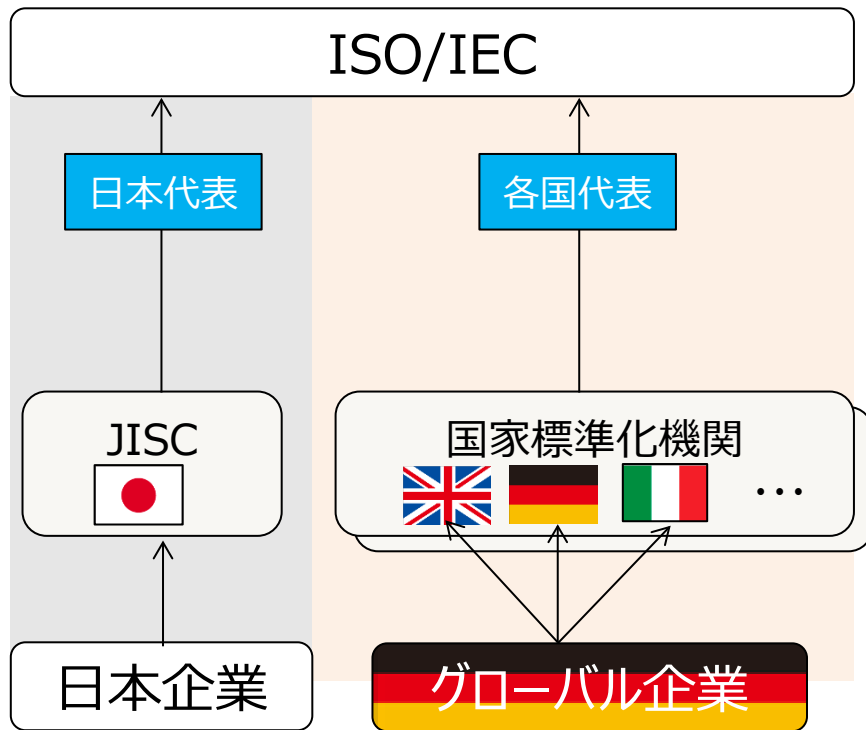 ISO/IEC
日本代表
各国代表
JISC
国家標準化機関
…
日本企業
グローバル企業